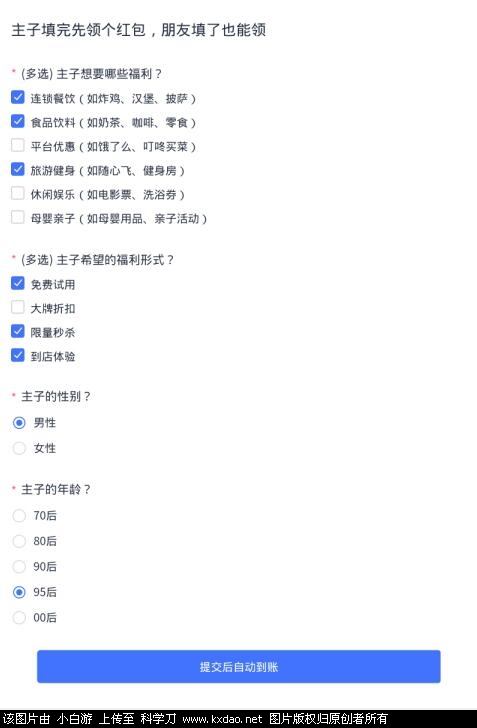 主子填完先领个红包，朋友填了也能领
* (多选) 主子想要哪些福利？
连锁餐饮（如炸鸡、汉堡、披萨）
食品饮料（如奶茶、咖啡、零食）
平台优惠（如饿了么、叮咚买菜）
旅游健身（如随心飞、健身房）
休闲娱乐（如电影票、洗浴券）
母婴亲子（如母婴用品、亲子活动）
* (多选) 主子希望的福利形式？
免费试用
大牌折扣
限量秒杀
到店体验
* 主子的性别？
男性
女性
* 主子的年龄？
70后
80后
90后
95后
00后
提交后自动到账
该图片由 小白游 上传至 科学刀 www.kxdao.net 图片版权归原创者所有